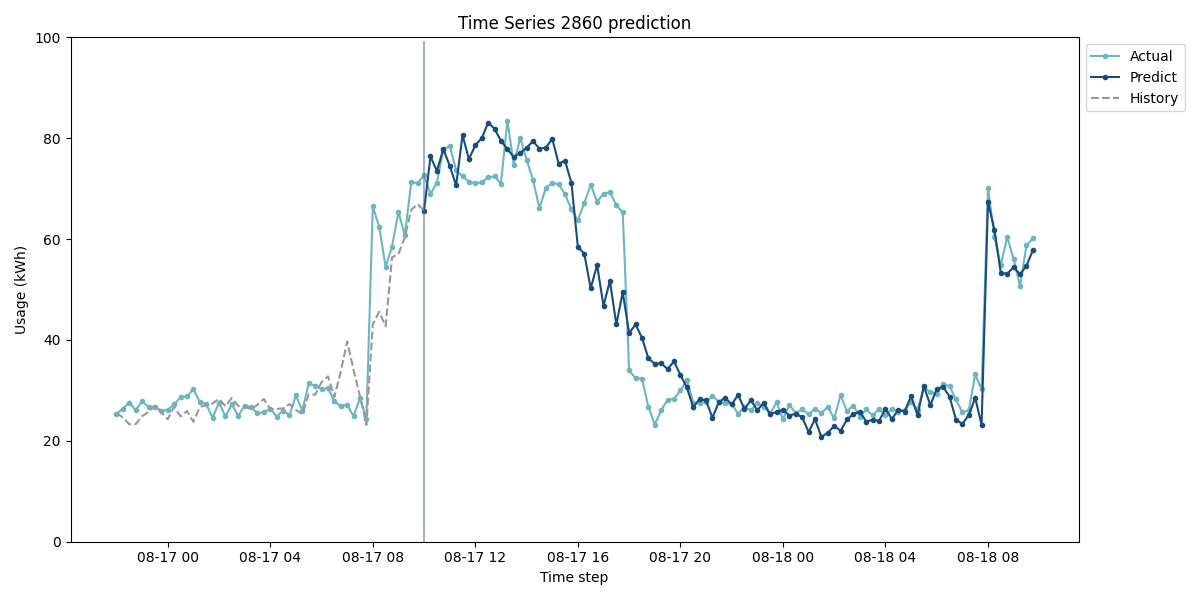 Time Series 2860 prediction
100
80
60
40
20
0
Usage (kWh)
08-17 00
08-17 04
08-17 08
08-17 12
08-17 16
08-17 20
08-18 00
08-18 04
08-18 08
Time step
Actual
Predict
History